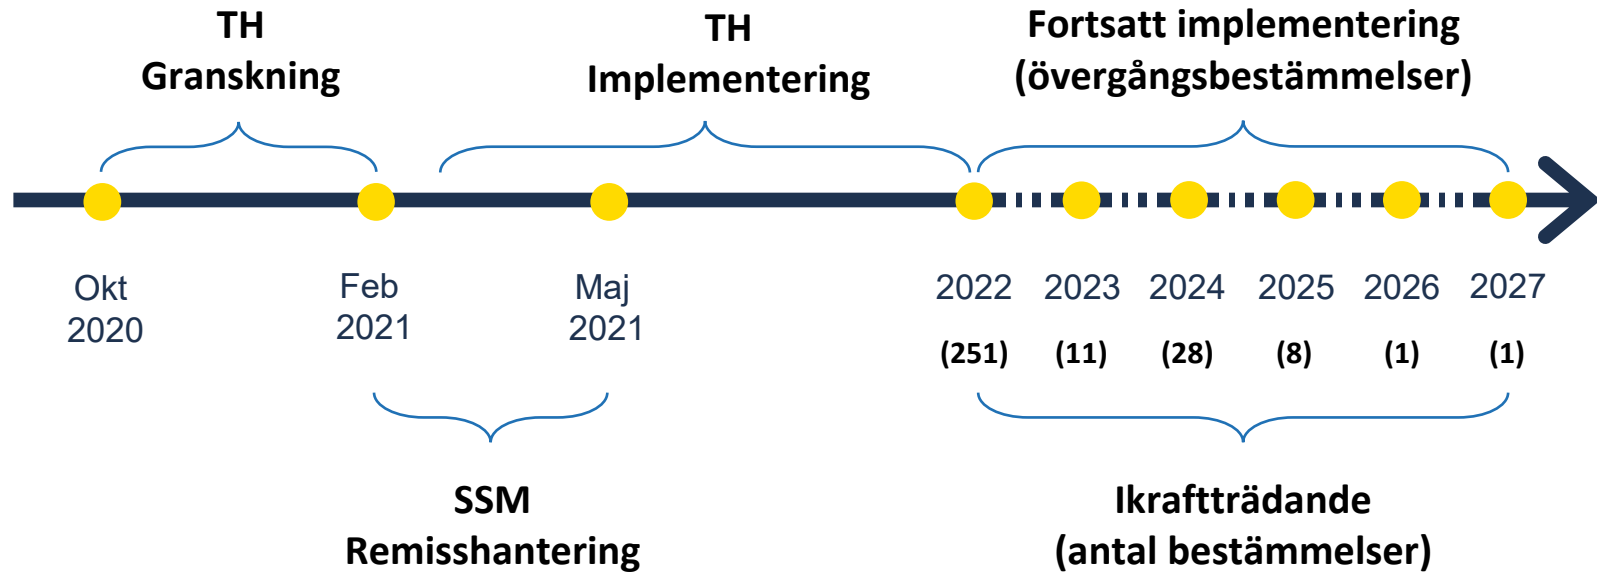 TH
Granskning
TH
Implementering
Fortsatt implementering
(övergångsbestämmelser)
Okt
2020
Feb
2021
Maj
2021
2022
2023
2024
2025
2026
2027
(251)
(11)
(28)
(8)
(1)
(1)
SSM
Remisshantering
Ikraftträdande
(antal bestämmelser)